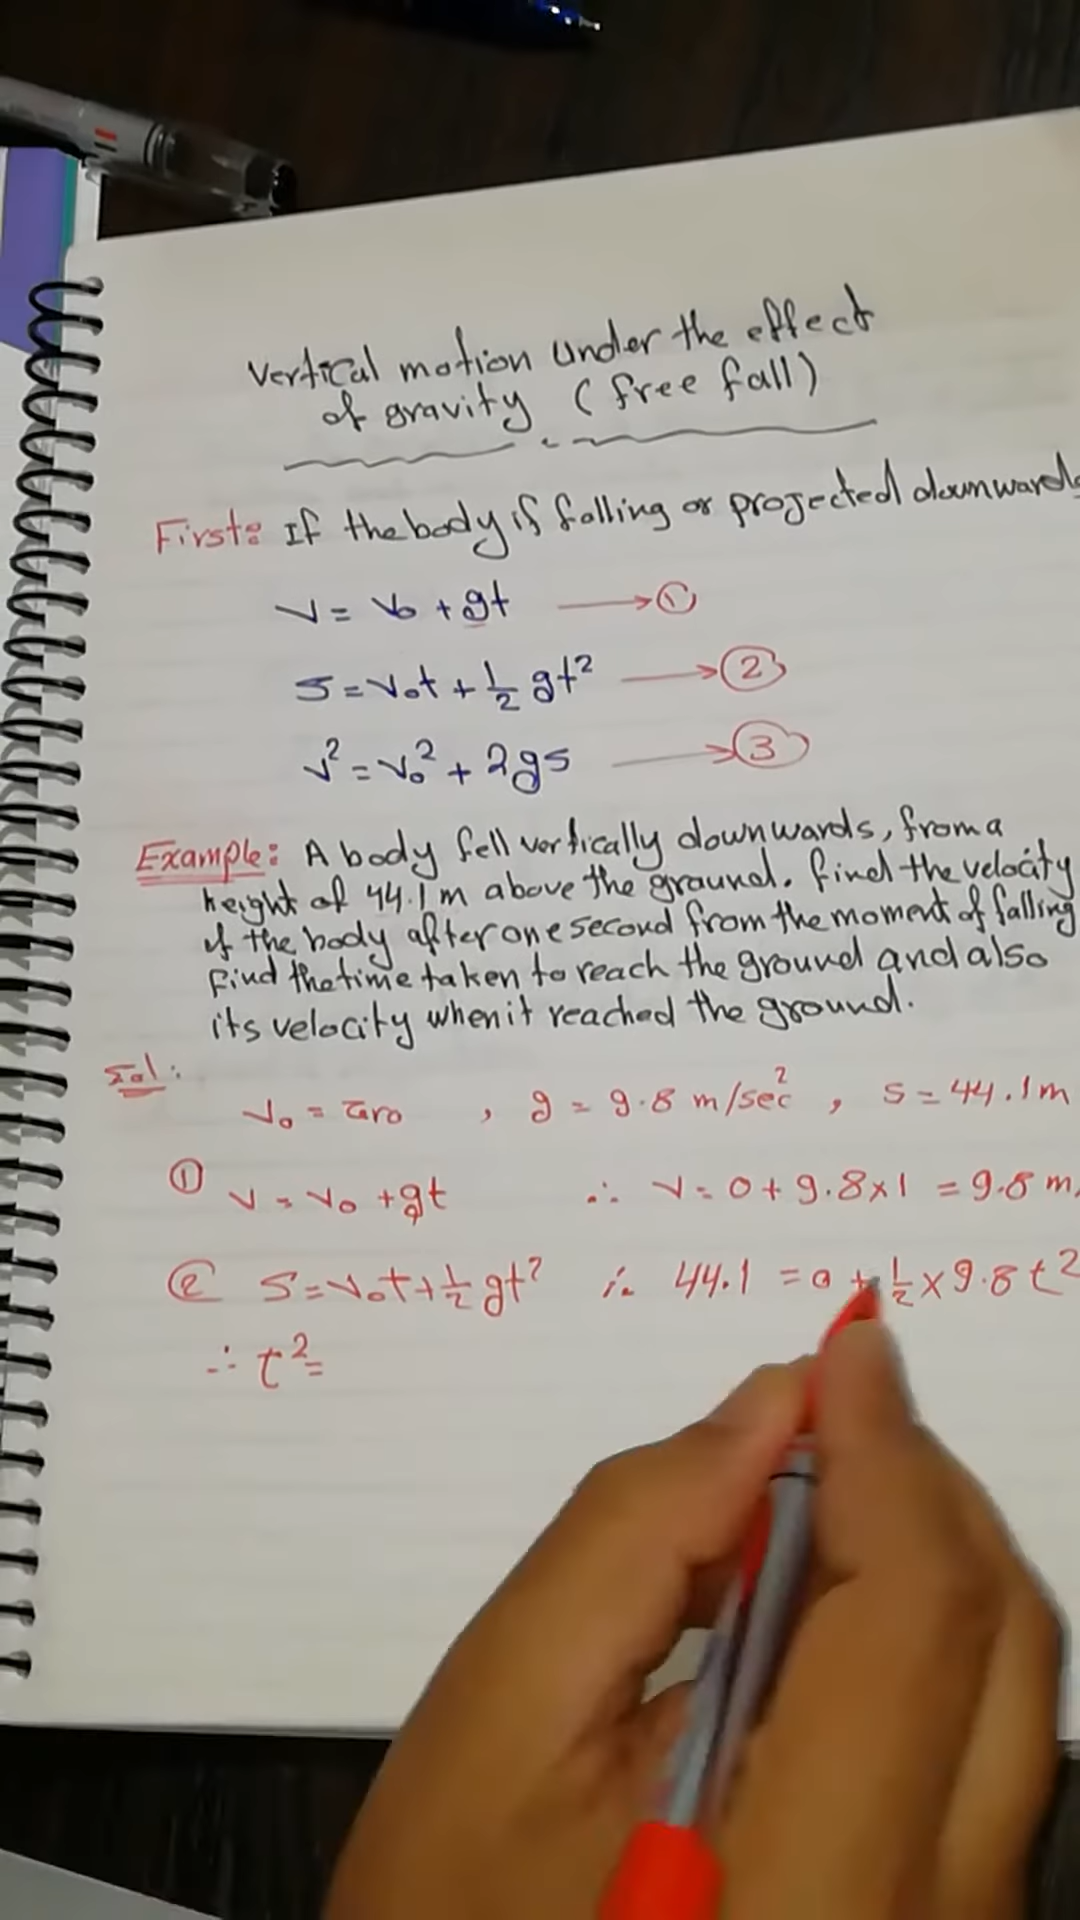 Vertical motion under the effect
of gravity (free fall)
First: If the body if falling or projected downwards
V = V₀ + gt → ①
S = V₀t + 1/2 gt² → ②
V² = V₀² + 2gs → ③
Example: A body fell vertically downwards, from a
height of 44.1 m above the ground. find the velocity
of the body after one second from the moment of falling
Find the time taken to reach the ground and also
its velocity when it reached the ground.
Sol:
V₀ = zero , g = 9.8 m/sec² , S = 44.1 m
① V = V₀ + gt ∴ V = 0 + 9.8 × 1 = 9.8 m
② S = V₀t + 1/2 gt² ∴ 44.1 = 0 + 1/2 × 9.8 t²
∴ t² =